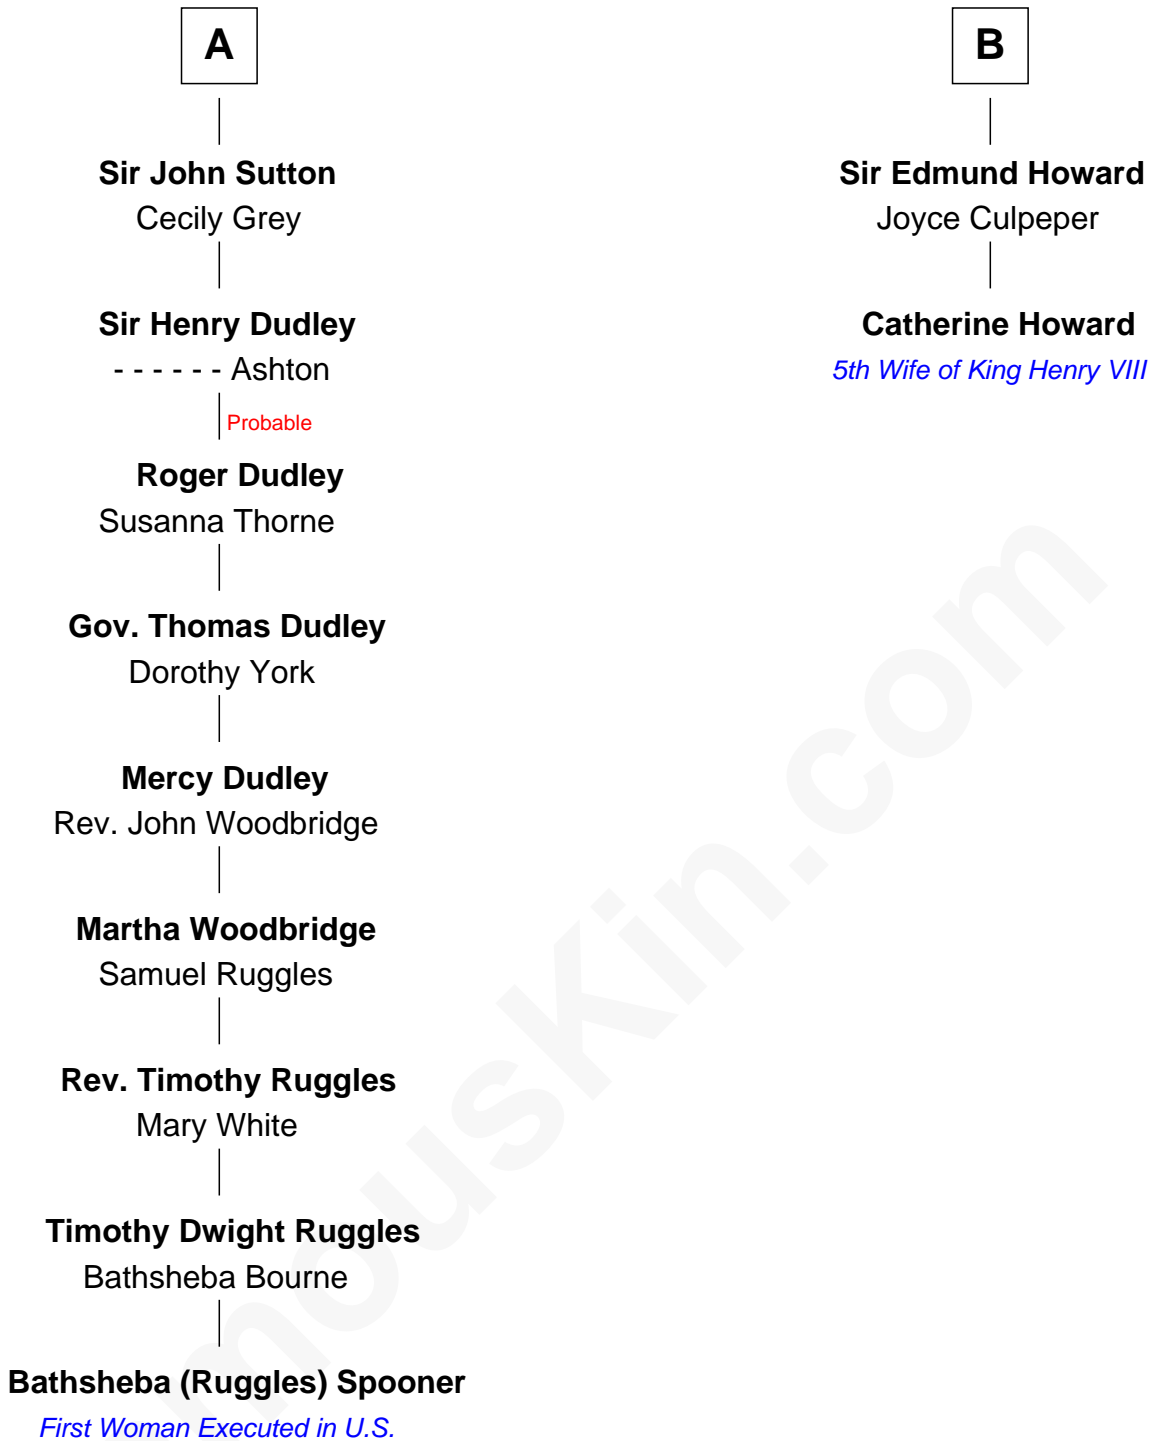 A
Sir John Sutton
Cecily Grey
Sir Henry Dudley
- - - - - - Ashton
Probable
Roger Dudley
Susanna Thorne
Gov. Thomas Dudley
Dorothy York
Mercy Dudley
Rev. John Woodbridge
Martha Woodbridge
Samuel Ruggles
Rev. Timothy Ruggles
Mary White
Timothy Dwight Ruggles
Bathsheba Bourne
Bathsheba (Ruggles) Spooner
First Woman Executed in U.S.
B
Sir Edmund Howard
Joyce Culpeper
Catherine Howard
5th Wife of King Henry VIII
mousKin.com